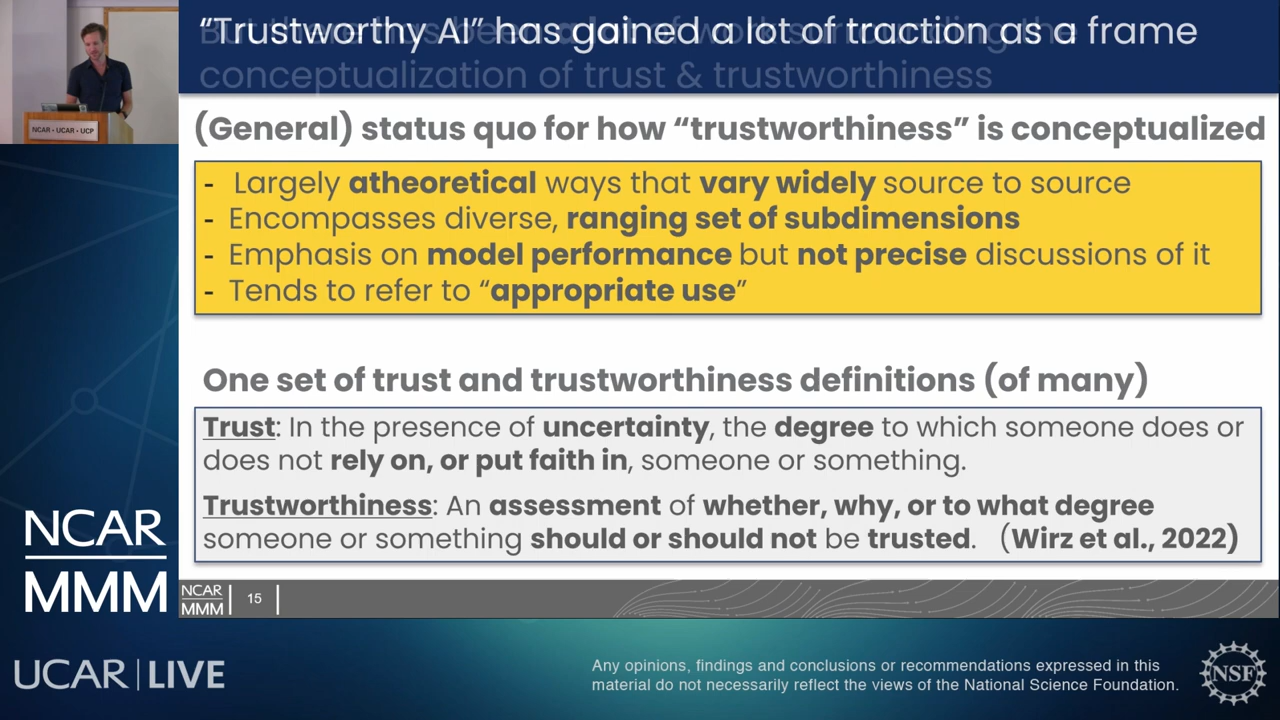 “Trustworthy AI” has gained a lot of traction as a frame
conceptualization of trust & trustworthiness
NCAR • UCAR • UCP
(General) status quo for how “trustworthiness” is conceptualized
- Largely atheoretical ways that vary widely source to source
- Encompasses diverse, ranging set of subdimensions
- Emphasis on model performance but not precise discussions of it
- Tends to refer to “appropriate use”
One set of trust and trustworthiness definitions (of many)
Trust: In the presence of uncertainty, the degree to which someone does or
does not rely on, or put faith in, someone or something.
Trustworthiness: An assessment of whether, why, or to what degree
someone or something should or should not be trusted. (Wirz et al., 2022)
NCAR
MMM
NCAR
MMM
15
UCAR | LIVE
Any opinions, findings and conclusions or recommendations expressed in this
material do not necessarily reflect the views of the National Science Foundation.
NSF